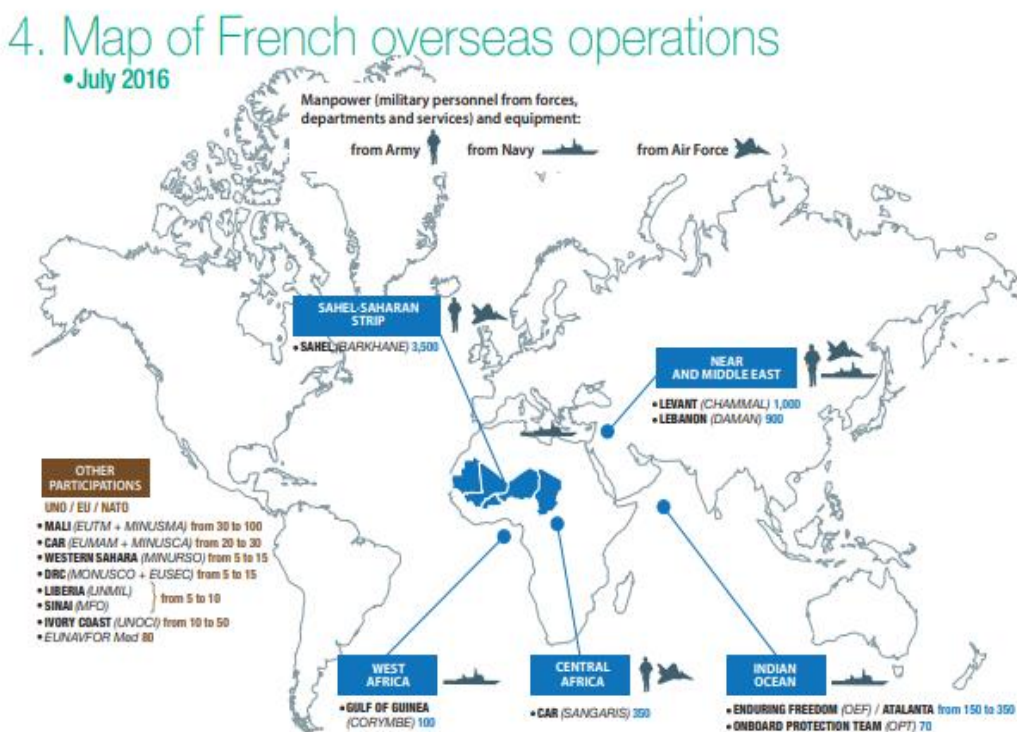 4. Map of French overseas operations
• July 2016
Manpower (military personnel from forces,
departments and services) and equipment:
from Army
from Navy
from Air Force
SAHEL-SAHARAN
STRIP
• SAHEL (BARKHANE) 3,500
NEAR
AND MIDDLE EAST
• LEVANT (CHAMMAL) 1,000
• LEBANON (DAMAN) 900
OTHER
PARTICIPATIONS
UNO / EU / NATO
• MALI (EUTM + MINUSMA) from 30 to 100
• CAR (EUMAM + MINUSCA) from 20 to 30
• WESTERN SAHARA (MINURSO) from 5 to 15
• DRC (MONUSCO + EUSEC) from 5 to 15
• LIBERIA (UNMIL)
• SINAI (MFO)
from 5 to 10
• IVORY COAST (UNOCI) from 10 to 50
• EUNAVFOR Med 80
WEST
AFRICA
• GULF OF GUINEA
(CORYMBE) 100
CENTRAL
AFRICA
• CAR (SANGARIS) 350
INDIAN
OCEAN
• ENDURING FREEDOM (OEF) / ATALANTA from 150 to 350
• ONBOARD PROTECTION TEAM (OPT) 70